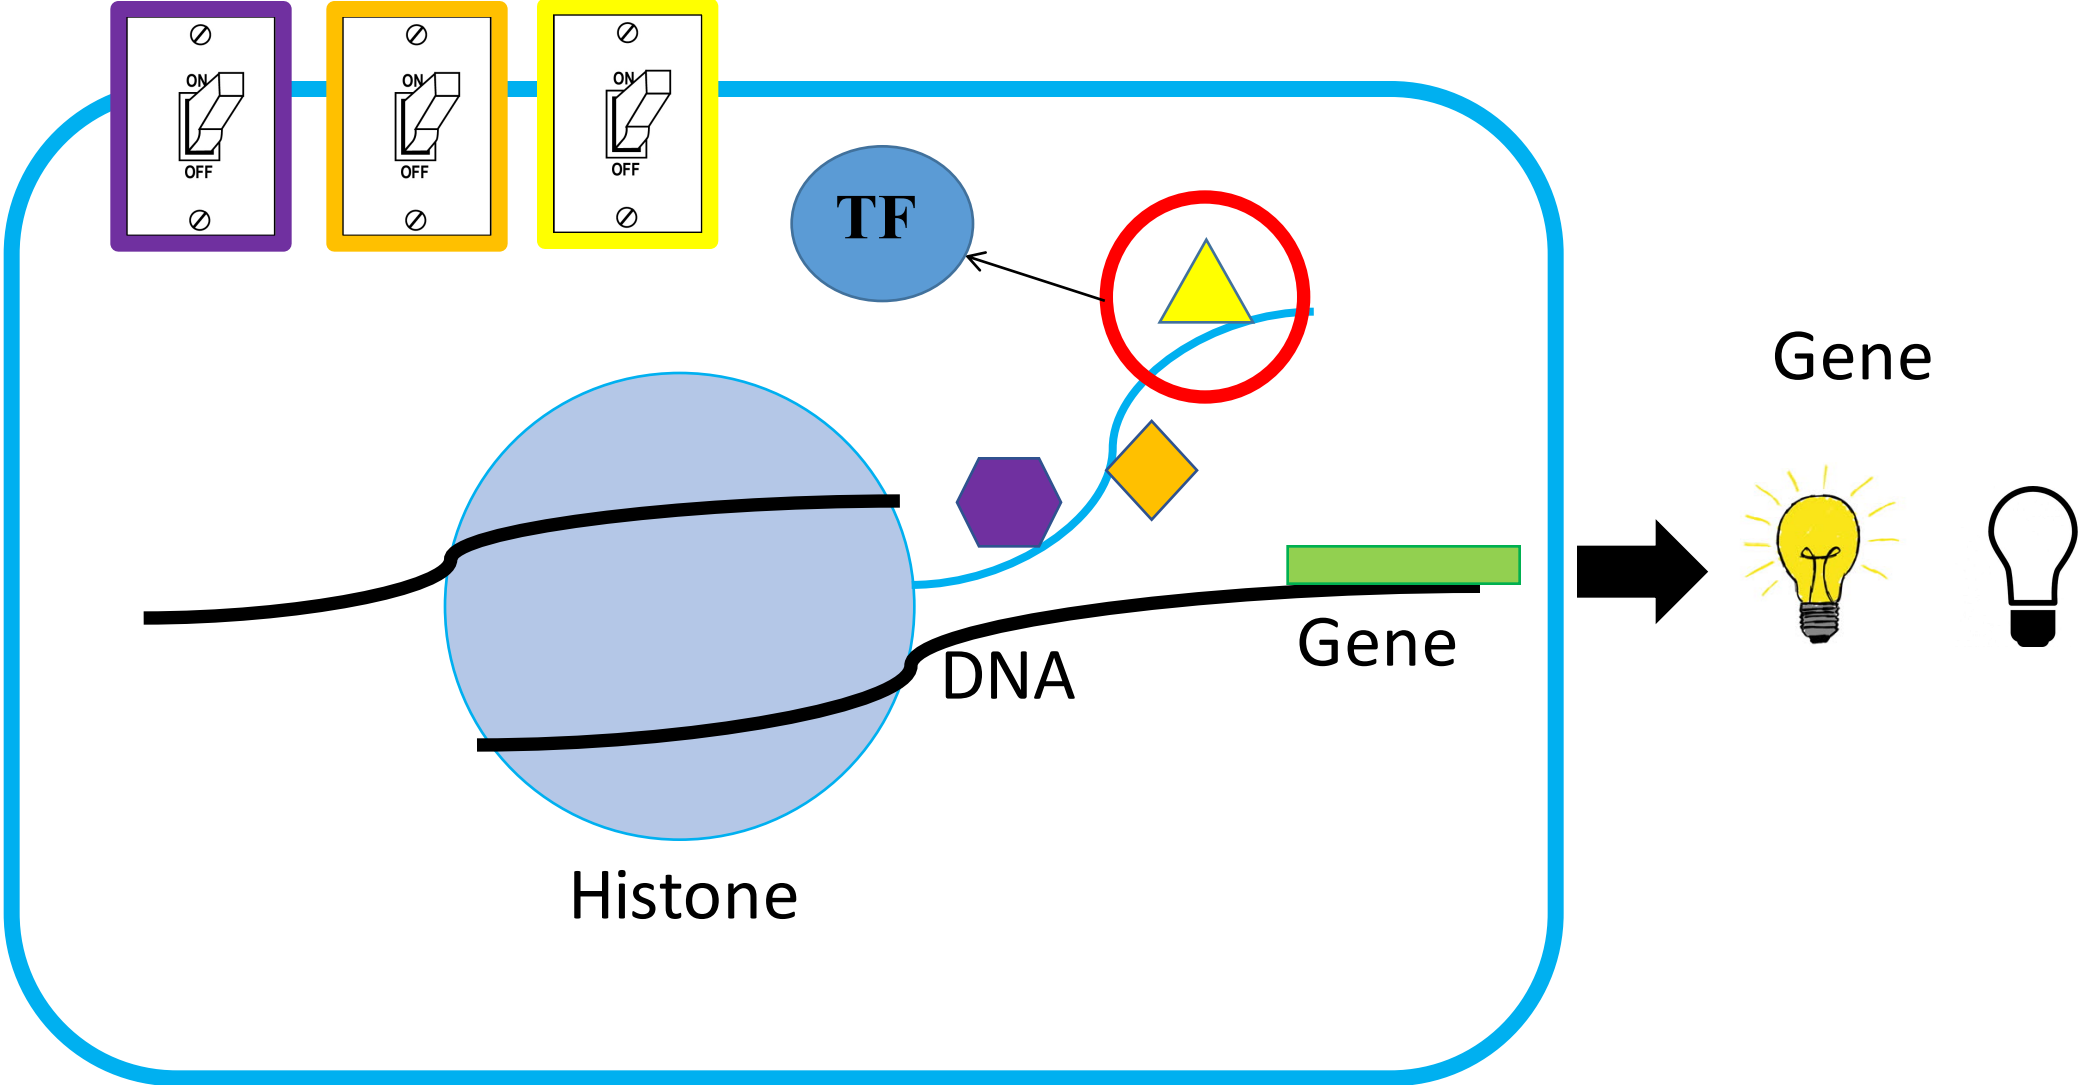 ON
OFF
ON
OFF
ON
OFF
TF
Gene
Gene
DNA
Histone